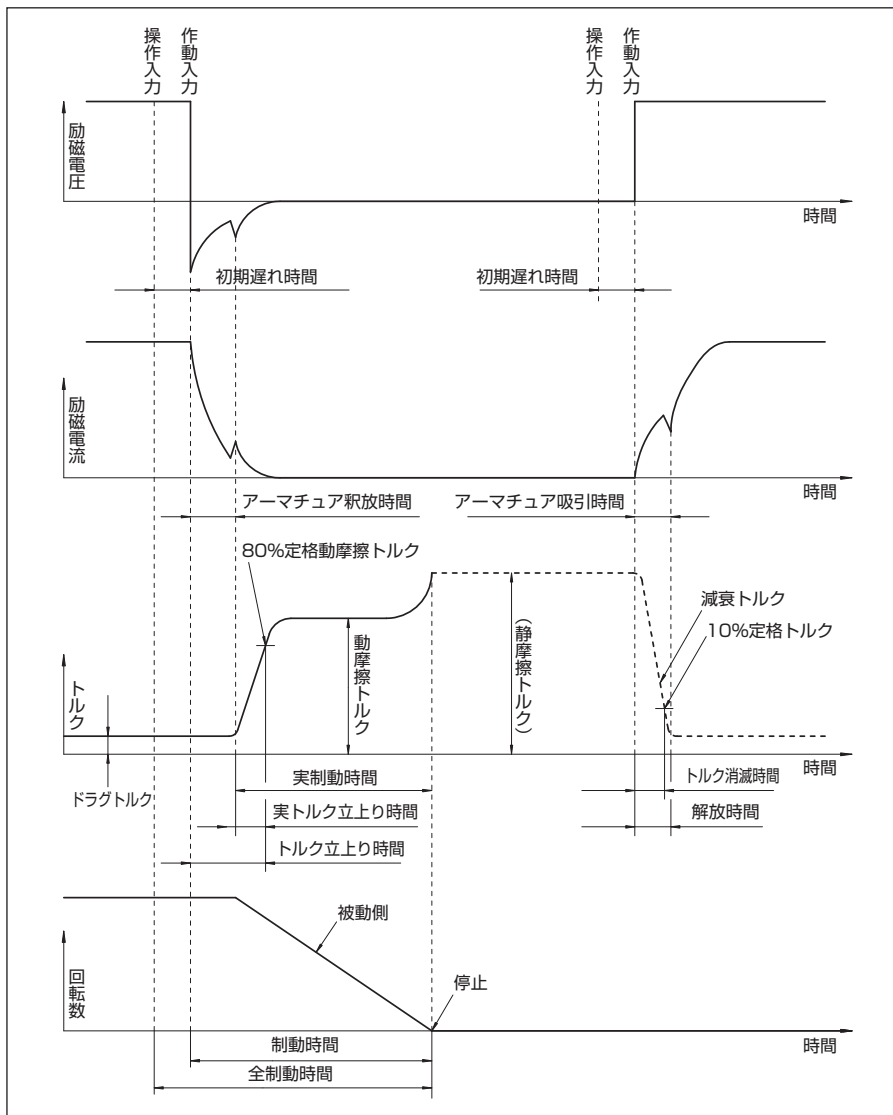 操作入力
作動入力
操作入力
作動入力
励磁電圧
時間
初期遅れ時間
初期遅れ時間
励磁電流
時間
アーマチュア釈放時間
アーマチュア吸引時間
80%定格動摩擦トルク
減衰トルク
10%定格トルク
トルク
動摩擦トルク
(静摩擦トルク)
時間
ドラグトルク
実制動時間
トルク消滅時間
実トルク立上り時間
解放時間
トルク立上り時間
被動側
回転数
停止
時間
制動時間
全制動時間